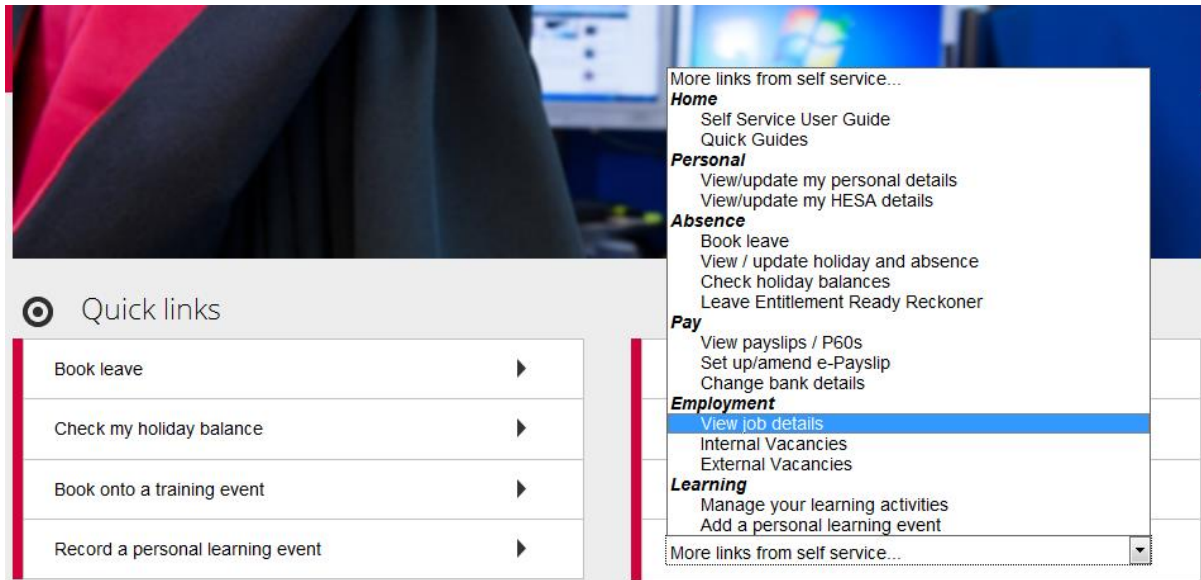 More links from self service...
Home
Self Service User Guide
Quick Guides
Personal
View/update my personal details
View/update my HESA details
Absence
Book leave
View / update holiday and absence
Check holiday balances
Leave Entitlement Ready Reckoner
Pay
View payslips / P60s
Set up/amend e-Payslip
Change bank details
Employment
View job details
Internal Vacancies
External Vacancies
Learning
Manage your learning activities
Add a personal learning event
More links from self service...
Quick links
Book leave
Check my holiday balance
Book onto a training event
Record a personal learning event